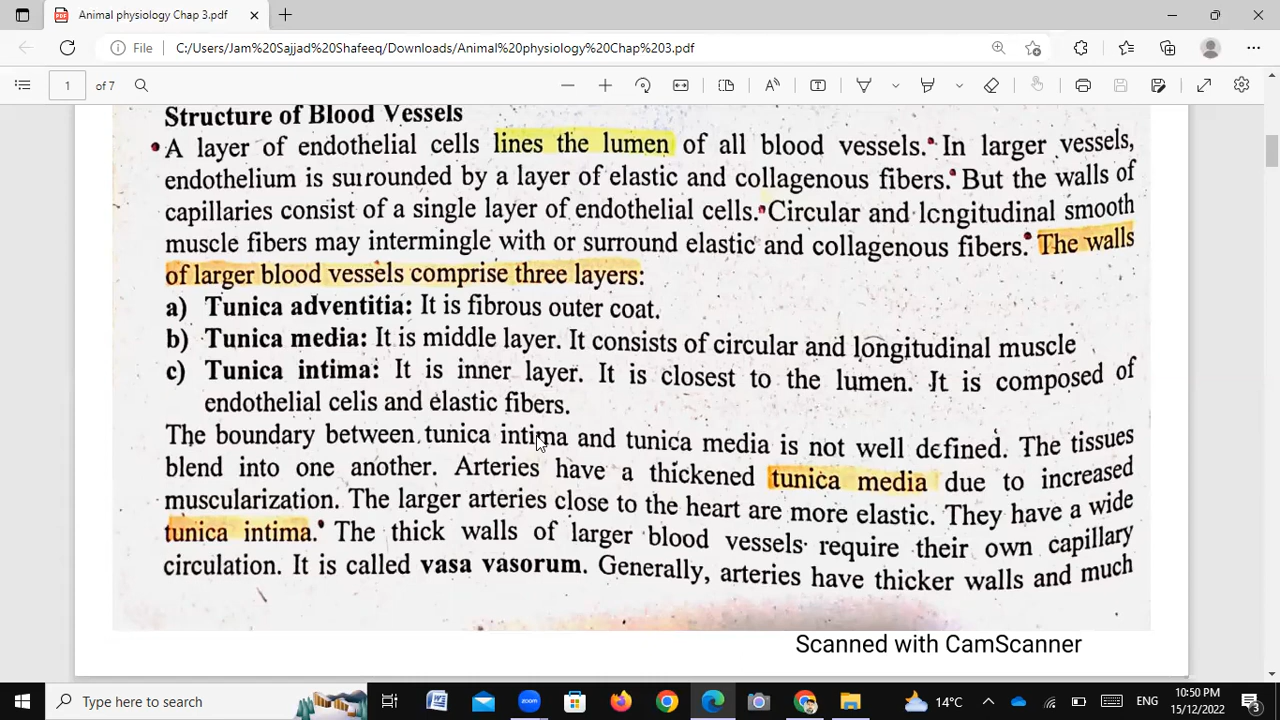 Animal physiology Chap 3.pdf
File C:/Users/Jam%20Sajjad%20Shafeeq/Downloads/Animal%20physiology%20Chap%203.pdf
1 of 7
Structure of Blood Vessels
A layer of endothelial cells lines the lumen of all blood vessels. In larger vessels,
endothelium is surrounded by a layer of elastic and collagenous fibers. But the walls of
capillaries consist of a single layer of endothelial cells. Circular and longitudinal smooth
muscle fibers may intermingle with or surround elastic and collagenous fibers. The walls
of larger blood vessels comprise three layers:
a) Tunica adventitia: It is fibrous outer coat.
b) Tunica media: It is middle layer. It consists of circular and longitudinal muscle
c) Tunica intima: It is inner layer. It is closest to the lumen. It is composed of
endothelial cells and elastic fibers.
The boundary between tunica intima and tunica media is not well defined. The tissues
blend into one another. Arteries have a thickened tunica media due to increased
muscularization. The larger arteries close to the heart are more elastic. They have a wide
tunica intima. The thick walls of larger blood vessels require their own capillary
circulation. It is called vasa vasorum. Generally, arteries have thicker walls and much
Scanned with CamScanner
Type here to search
14°C
ENG
10:50 PM
15/12/2022
3